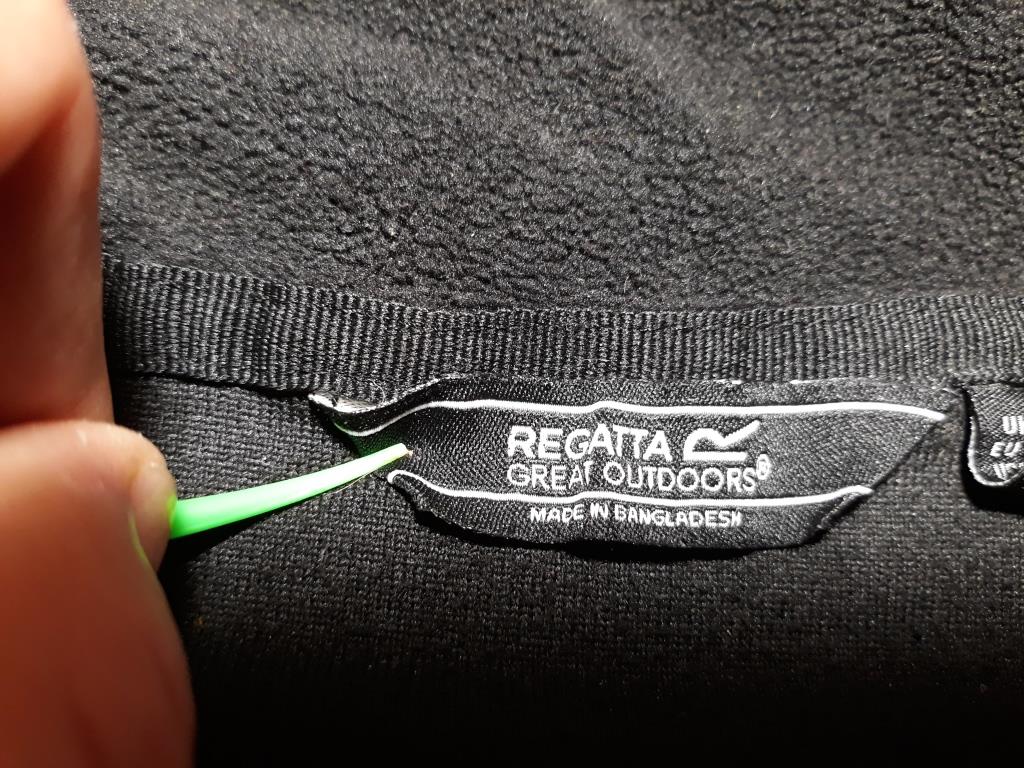 REGATTA R
GREAT OUTDOORS®
MADE IN BANGLADESH